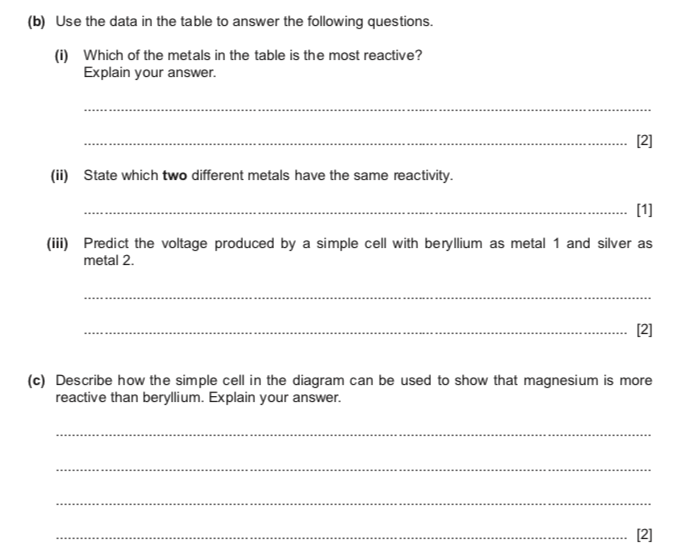 (b) Use the data in the table to answer the following questions.
(i) Which of the metals in the table is the most reactive?
Explain your answer.
[2]
(ii) State which two different metals have the same reactivity.
[1]
(iii) Predict the voltage produced by a simple cell with beryllium as metal 1 and silver as
metal 2.
[2]
(c) Describe how the simple cell in the diagram can be used to show that magnesium is more
reactive than beryllium. Explain your answer.
[2]